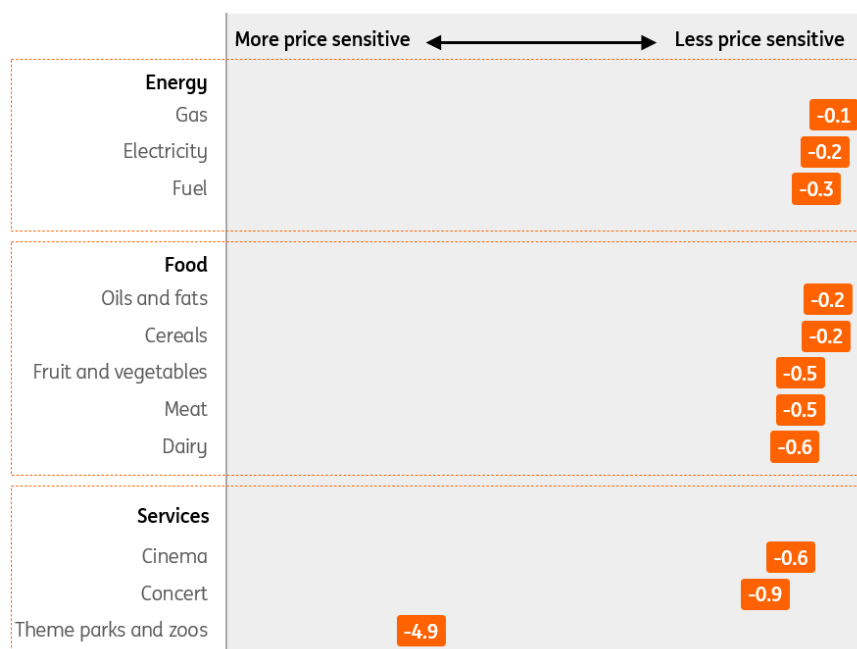 More price sensitive Less price sensitive
Energy
Gas -0.1
Electricity -0.2
Fuel -0.3
Food
Oils and fats -0.2
Cereals -0.2
Fruit and vegetables -0.5
Meat -0.5
Dairy -0.6
Services
Cinema -0.6
Concert -0.9
Theme parks and zoos -4.9